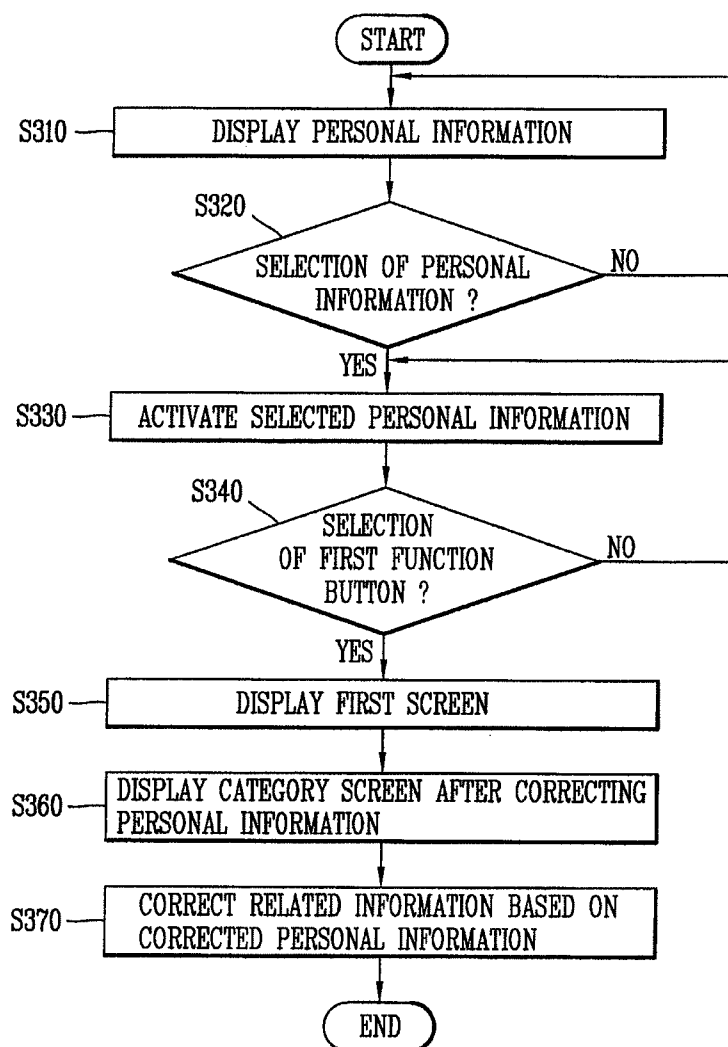 START
S310
DISPLAY PERSONAL INFORMATION
S320
SELECTION OF PERSONAL
INFORMATION ?
NO
YES
S330
ACTIVATE SELECTED PERSONAL INFORMATION
S340
SELECTION
OF FIRST FUNCTION
BUTTON ?
NO
YES
S350
DISPLAY FIRST SCREEN
S360
DISPLAY CATEGORY SCREEN AFTER CORRECTING
PERSONAL INFORMATION
S370
CORRECT RELATED INFORMATION BASED ON
CORRECTED PERSONAL INFORMATION
END